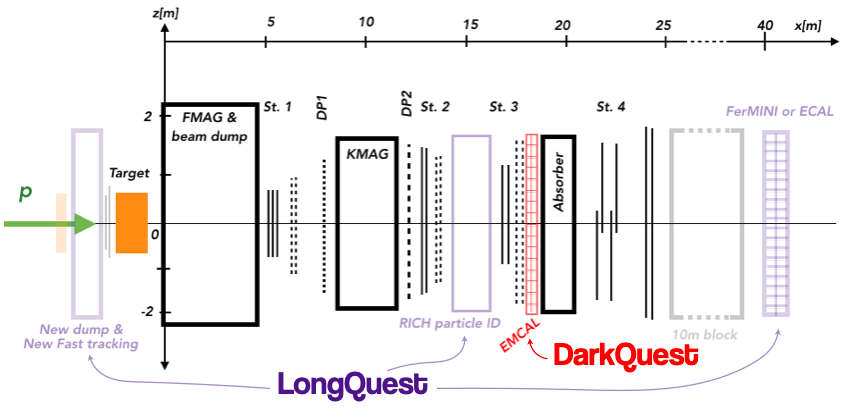 z[m]
5
10
15
20
25
40
x[m]
2
0
-2
p
Target
FMAG &
beam dump
St. 1
DP1
KMAG
DP2
St. 2
St. 3
Absorber
St. 4
FerMINI or ECAL
New dump &
New Fast tracking
RICH particle ID
EMCAL
10m block
DarkQuest
LongQuest